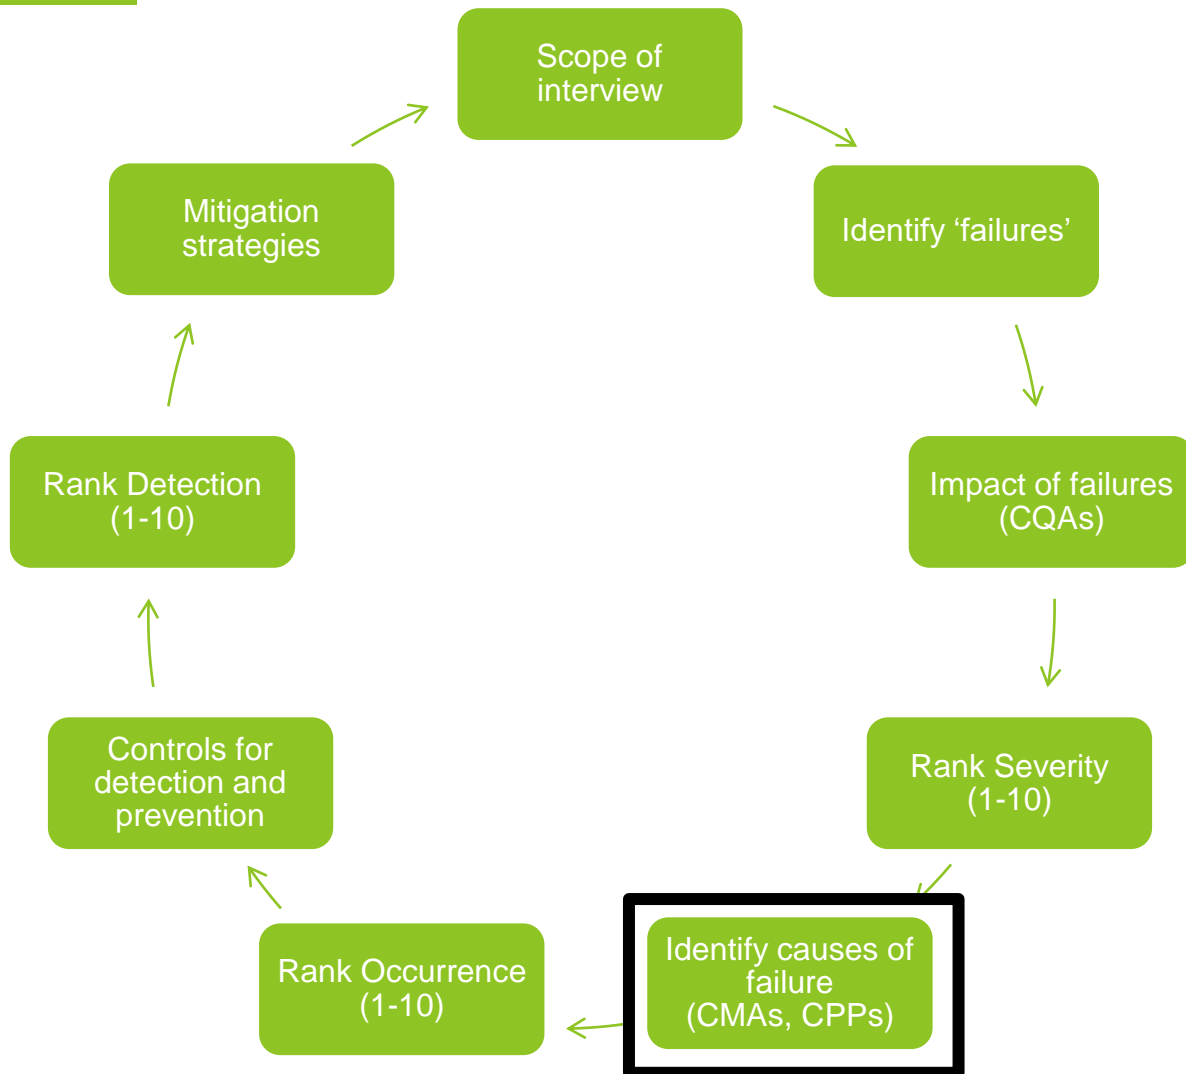 Scope of
interview
Identify ‘failures’
Impact of failures
(CQAs)
Rank Severity
(1-10)
Identify causes of
failure
(CMAs, CPPs)
Rank Occurrence
(1-10)
Controls for
detection and
prevention
Rank Detection
(1-10)
Mitigation
strategies